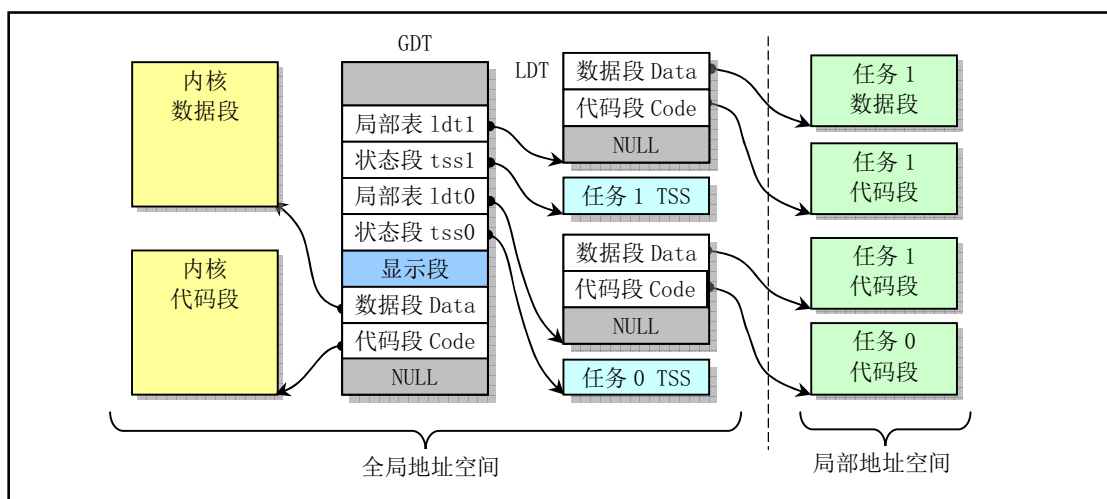 内核
数据段
内核
代码段
GDT
局部表 ldt1
状态段 tss1
局部表 ldt0
状态段 tss0
显示段
数据段 Data
代码段 Code
NULL
LDT
数据段 Data
代码段 Code
NULL
任务 1 TSS
数据段 Data
代码段 Code
NULL
任务 0 TSS
任务 1
数据段
任务 1
代码段
任务 1
代码段
任务 0
代码段
全局地址空间
局部地址空间